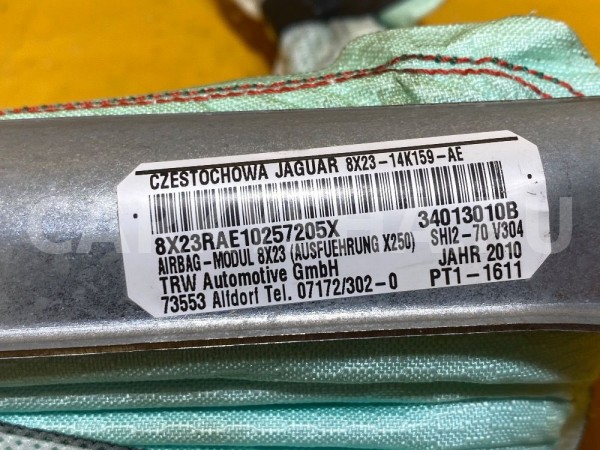 CZESTOCHOWA JAGUAR 8X23-14K159-AE
8X23RAE10257205X 34013010B
AIRBAG-MODUL 8X23 (AUSFUEHRUNG X250) SHI2-70 V304
TRW Automotive GmbH JAHR 2010
73553 Alldorf Tel. 07172/302-0 PT1-1611